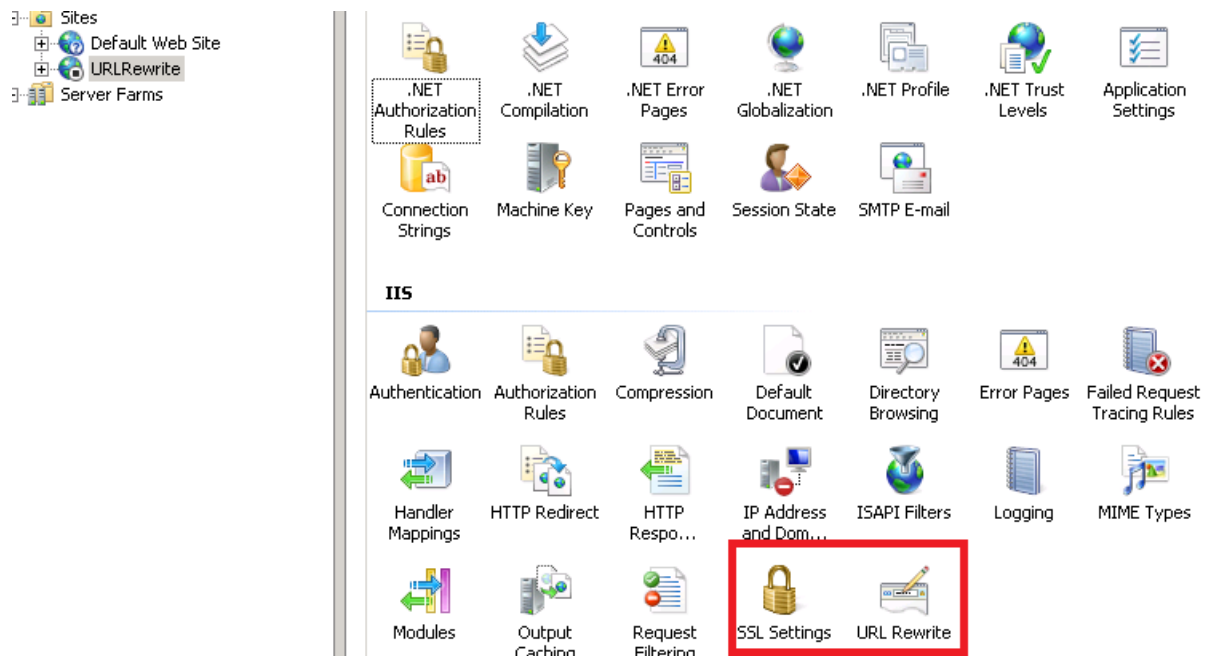 Sites
Default Web Site
URLRewrite
Server Farms
.NET Authorization Rules
.NET Compilation
.NET Error Pages
.NET Globalization
.NET Profile
.NET Trust Levels
Application Settings
Connection Strings
Machine Key
Pages and Controls
Session State
SMTP E-mail
IIS
Authentication
Authorization Rules
Compression
Default Document
Directory Browsing
Error Pages
Failed Request Tracing Rules
Handler Mappings
HTTP Redirect
HTTP Respo...
IP Address and Dom...
ISAPI Filters
Logging
MIME Types
Modules
Output Caching
Request Filtering
SSL Settings
URL Rewrite
404
ab
404